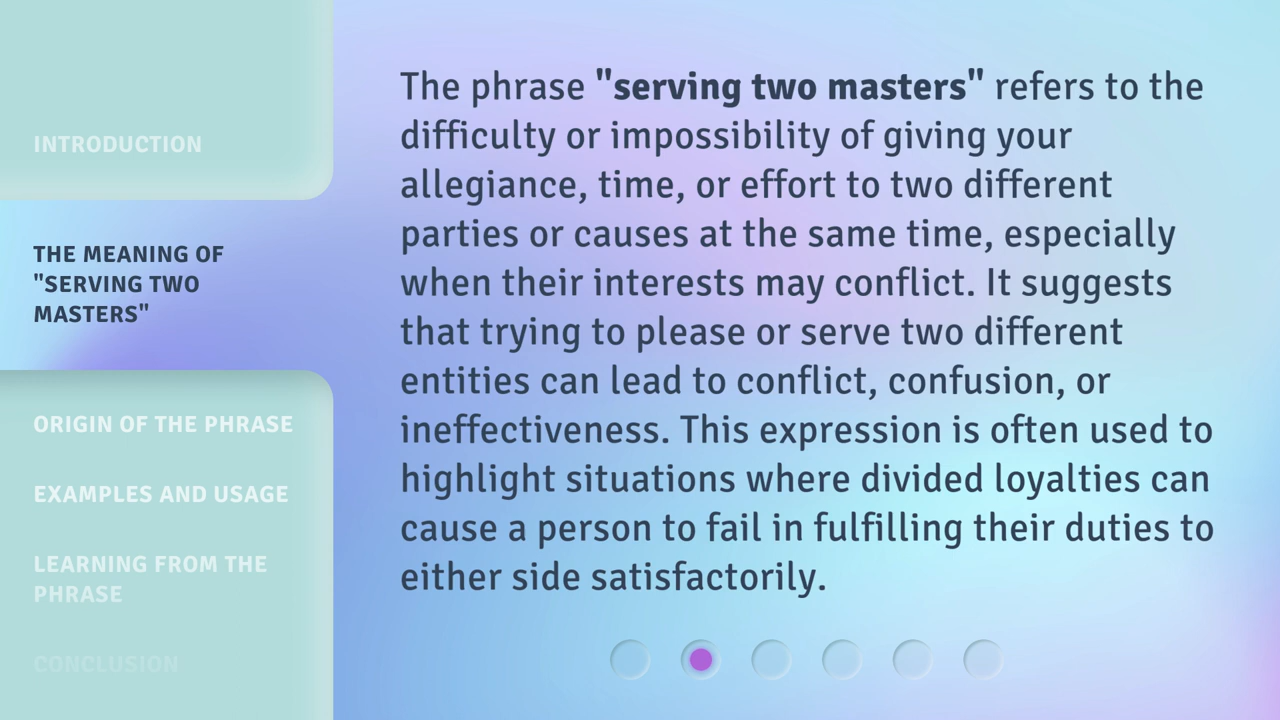 INTRODUCTION
THE MEANING OF
"SERVING TWO
MASTERS"
ORIGIN OF THE PHRASE
EXAMPLES AND USAGE
LEARNING FROM THE
PHRASE
CONCLUSION
The phrase "serving two masters" refers to the
difficulty or impossibility of giving your
allegiance, time, or effort to two different
parties or causes at the same time, especially
when their interests may conflict. It suggests
that trying to please or serve two different
entities can lead to conflict, confusion, or
ineffectiveness. This expression is often used to
highlight situations where divided loyalties can
cause a person to fail in fulfilling their duties to
either side satisfactorily.